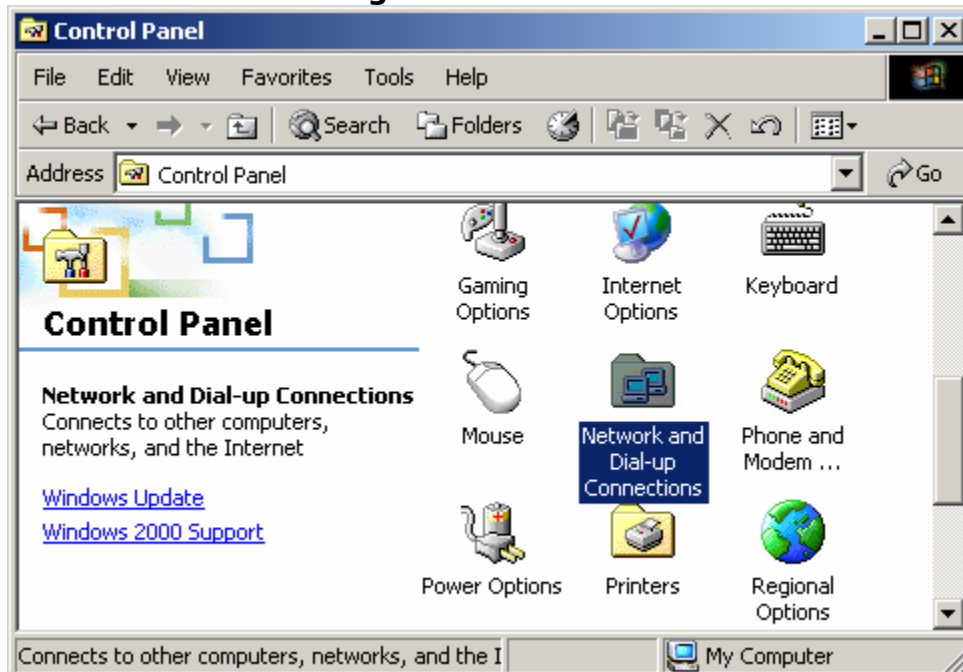 Control Panel
File Edit View Favorites Tools Help
Back Search Folders
Address Control Panel Go
Control Panel
Network and Dial-up Connections
Connects to other computers,
networks, and the Internet
Windows Update
Windows 2000 Support
Gaming
Options
Internet
Options
Keyboard
Mouse
Network and
Dial-up
Connections
Phone and
Modem ...
Power Options
Printers
Regional
Options
Connects to other computers, networks, and the I
My Computer